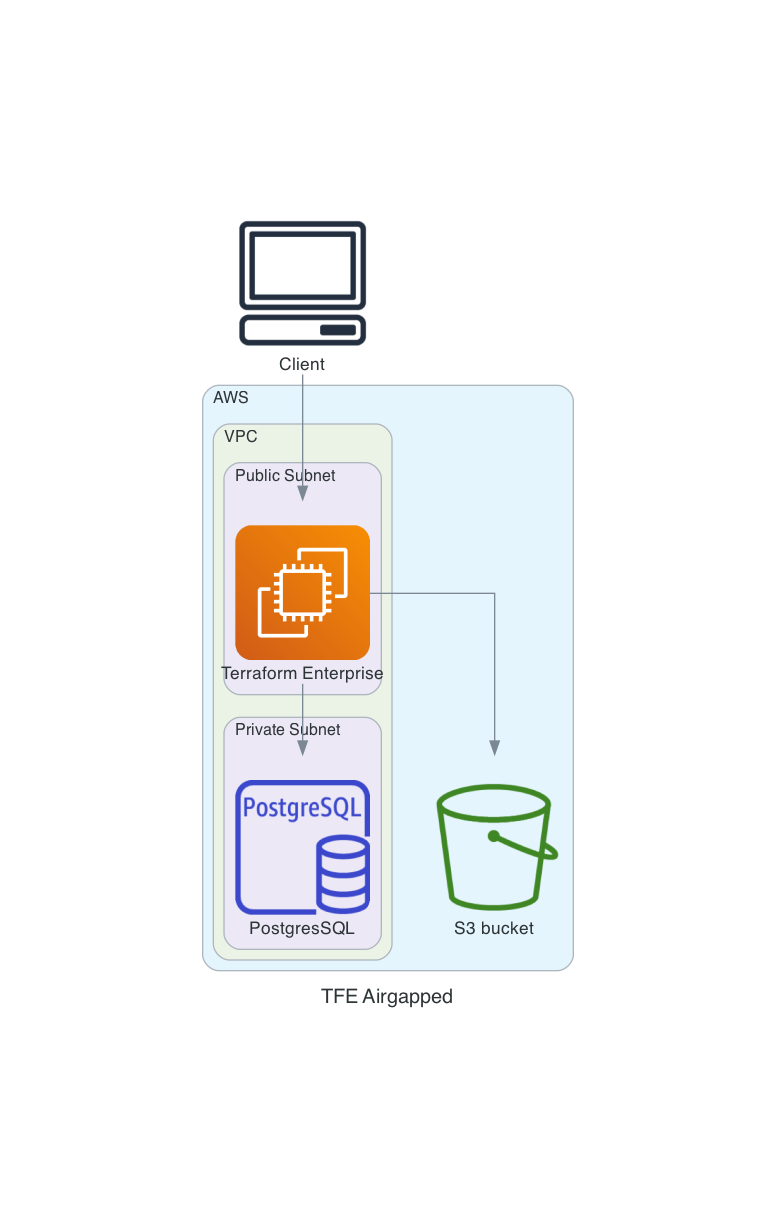 Client
AWS
VPC
Public Subnet
Terraform Enterprise
Private Subnet
PostgreSQL
PostgresSQL
S3 bucket
TFE Airgapped